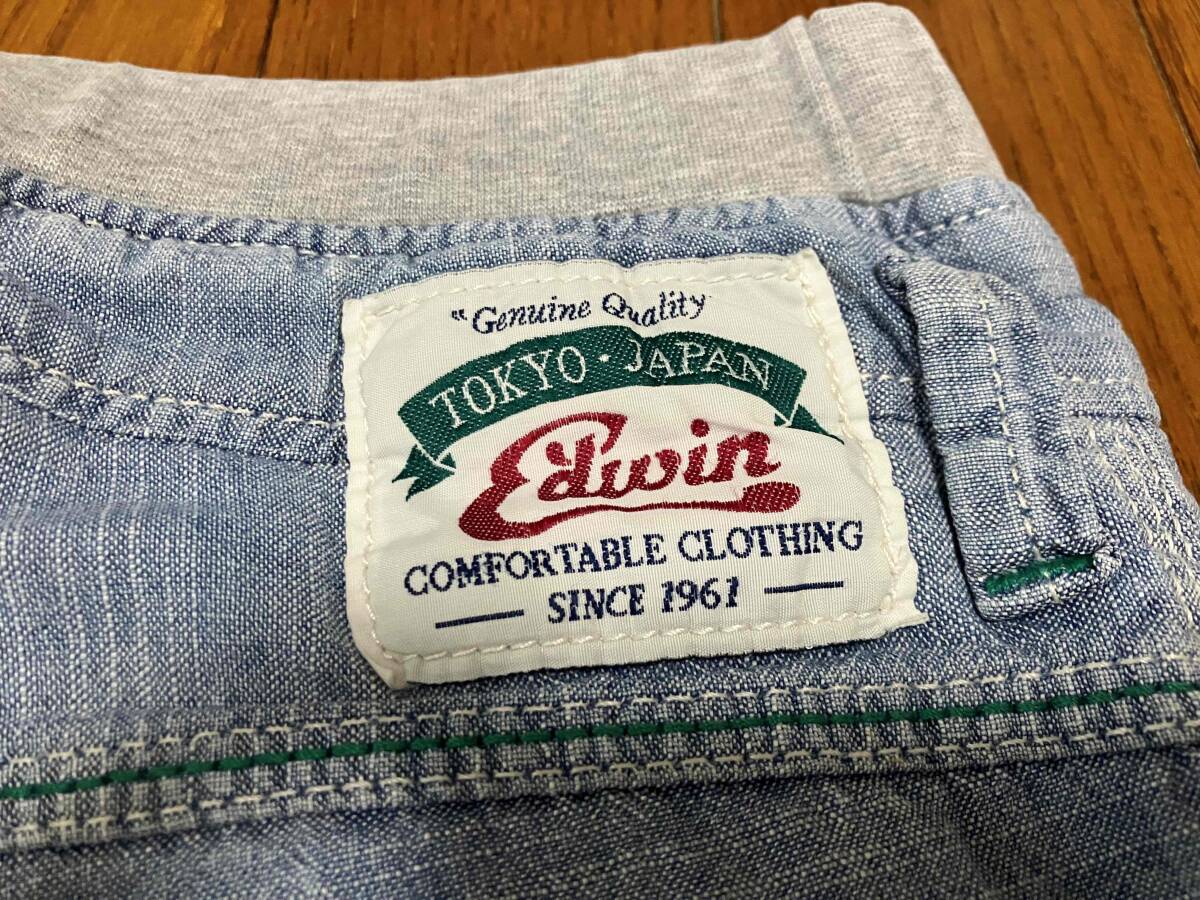 “Genuine Quality
TOKYO · JAPAN
Edwin
COMFORTABLE CLOTHING
— SINCE 1961 —